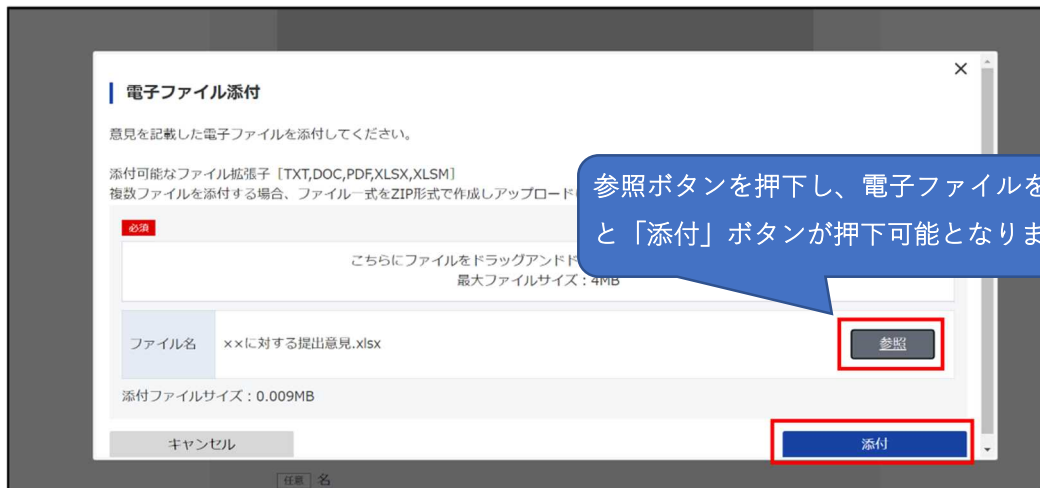 ×
電子ファイル添付
意見を記載した電子ファイルを添付してください。
添付可能なファイル拡張子［TXT,DOC,PDF,XLSX,XLSM］
複数ファイルを添付する場合、ファイル一式をZIP形式で作成しアップロード
参照ボタンを押下し、電子ファイルを
と「添付」ボタンが押下可能となりま
必須
こちらにファイルをドラッグアンドド
最大ファイルサイズ：4MB
ファイル名 ××に対する提出意見.xlsx 参照
添付ファイルサイズ：0.009MB
キャンセル 添付
任意 名